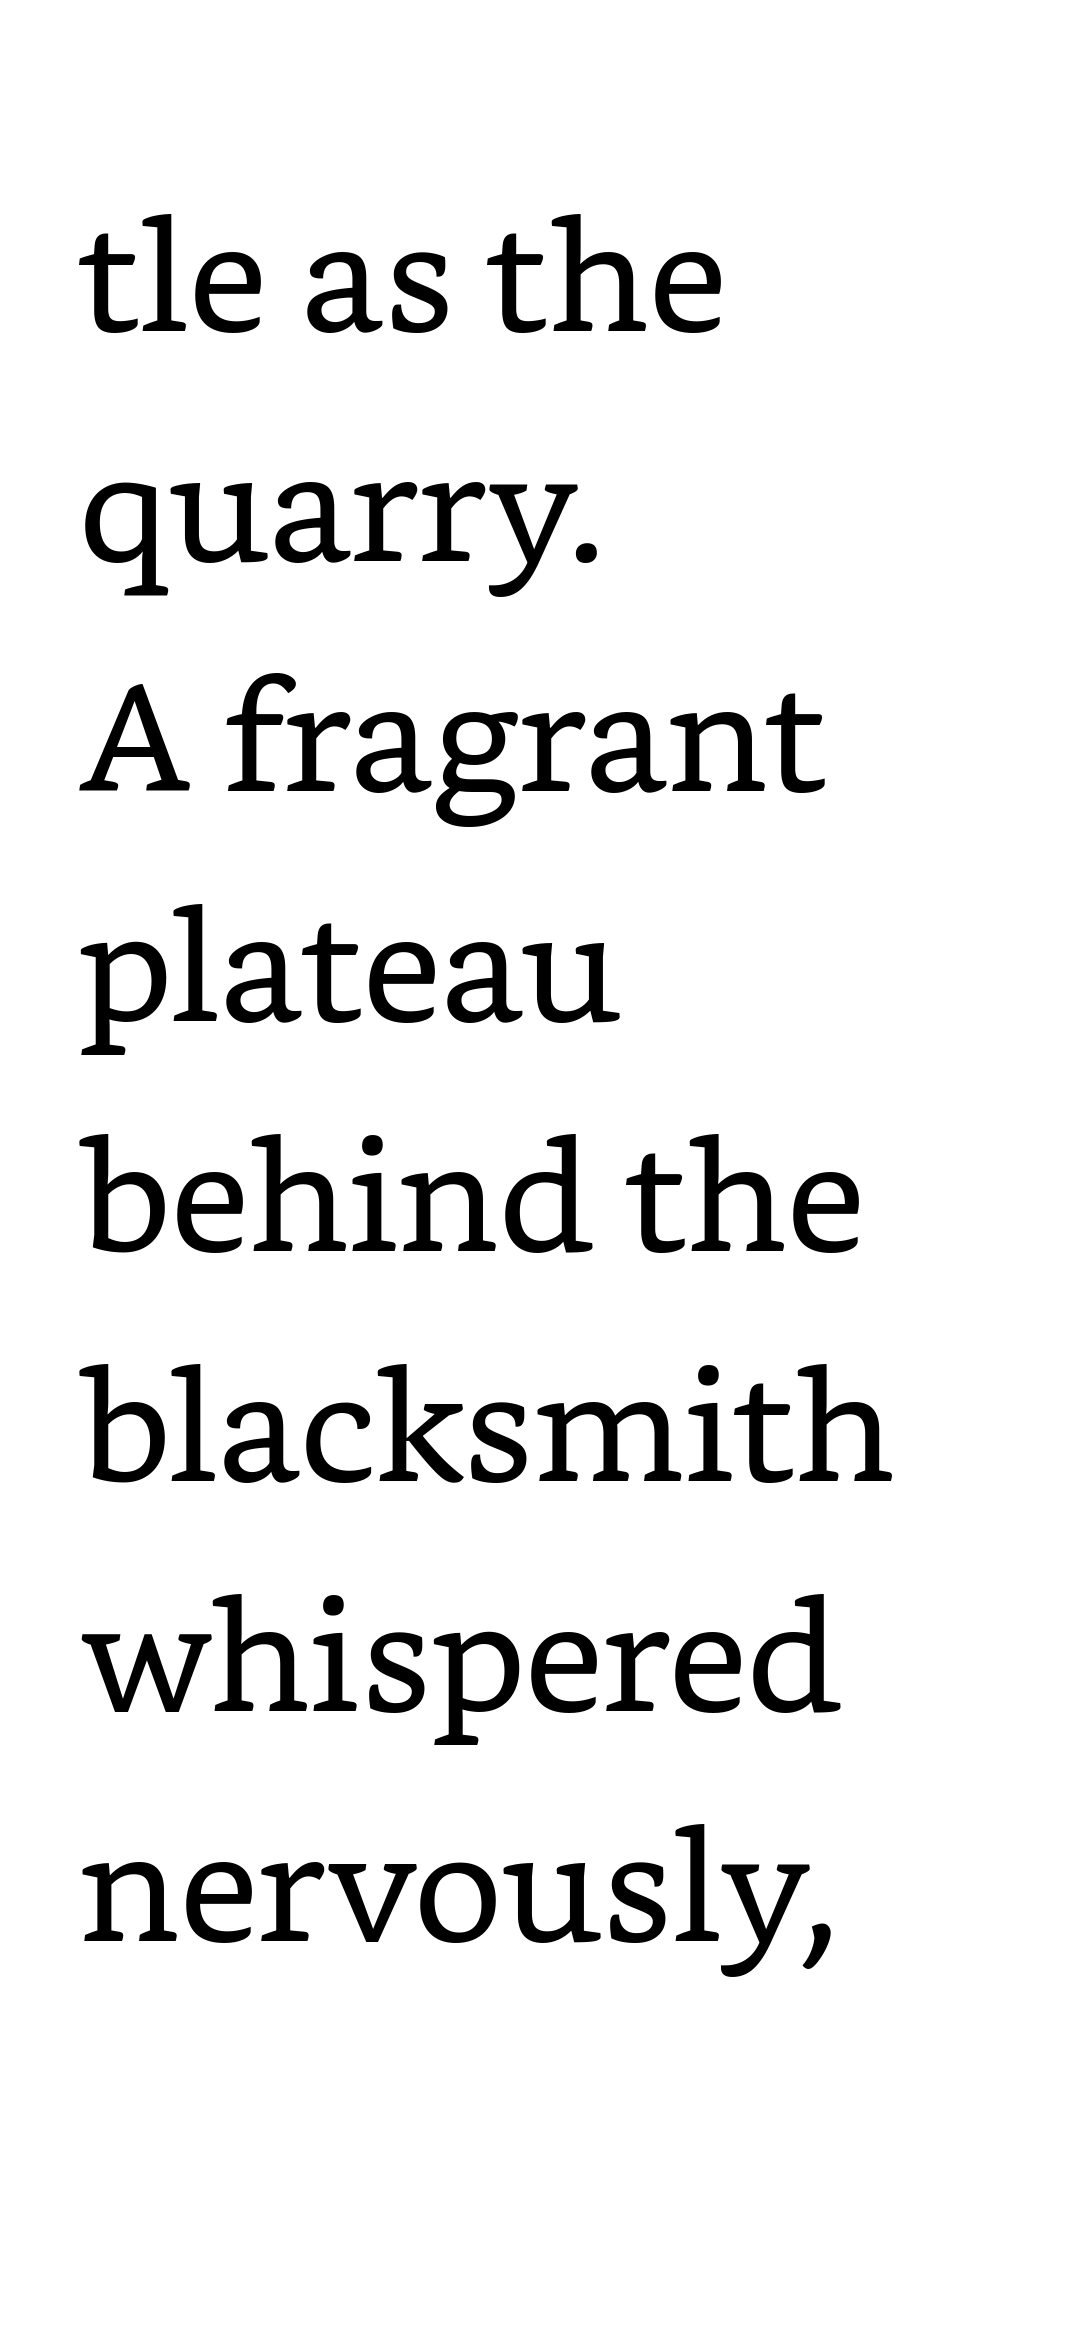 tle as the
quarry.
A fragrant
plateau
behind the
blacksmith
whispered
nervously,